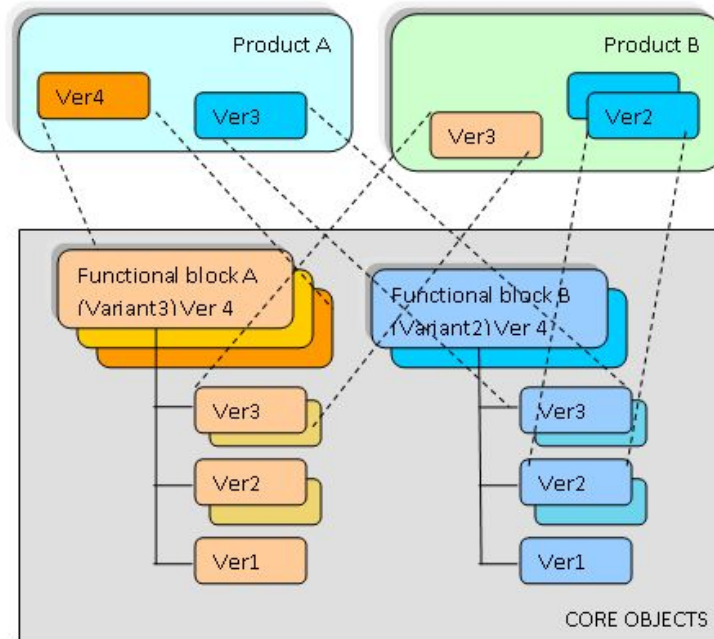 Product A
Ver4
Ver3
Product B
Ver3
Ver2
Functional block A
(Variant3) Ver 4
Ver3
Ver2
Ver1
Functional block B
(Variant2) Ver 4
Ver3
Ver2
Ver1
CORE OBJECTS